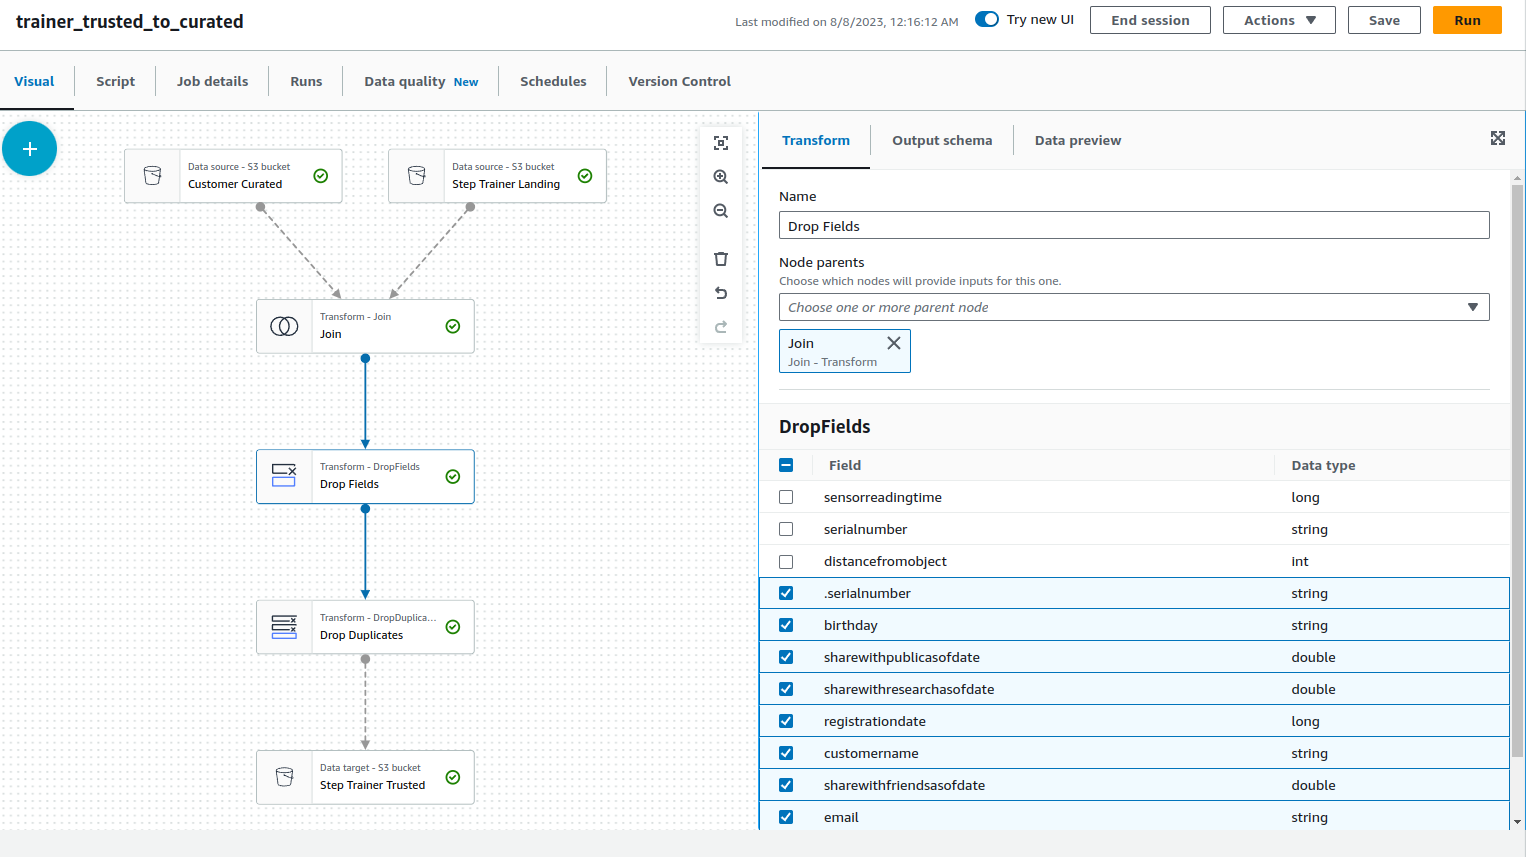 trainer_trusted_to_curated
Last modified on 8/8/2023, 12:16:12 AM
Try new UI
End session
Actions
Save
Run
Visual
Script
Job details
Runs
Data quality New
Schedules
Version Control
Data source - S3 bucket
Customer Curated
Data source - S3 bucket
Step Trainer Landing
Transform - Join
Join
Transform - DropFields
Drop Fields
Transform - DropDuplica...
Drop Duplicates
Data target - S3 bucket
Step Trainer Trusted
Transform
Output schema
Data preview
Name
Drop Fields
Node parents
Choose which nodes will provide inputs for this one.
Choose one or more parent node
Join
Join - Transform
DropFields
Field Data type
sensorreadingtime long
serialnumber string
distancefromobject int
.serialnumber string
birthday string
sharewithpublicasofdate double
sharewithresearchasofdate double
registrationdate long
customername string
sharewithfriendsasofdate double
email string